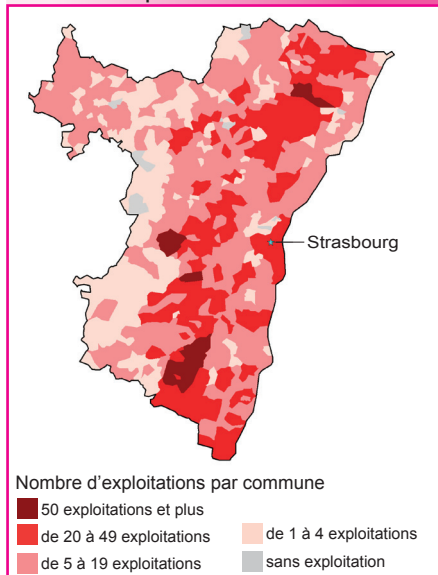 Strasbourg
Nombre d'exploitations par commune
50 exploitations et plus
de 20 à 49 exploitations
de 5 à 19 exploitations
de 1 à 4 exploitations
sans exploitation